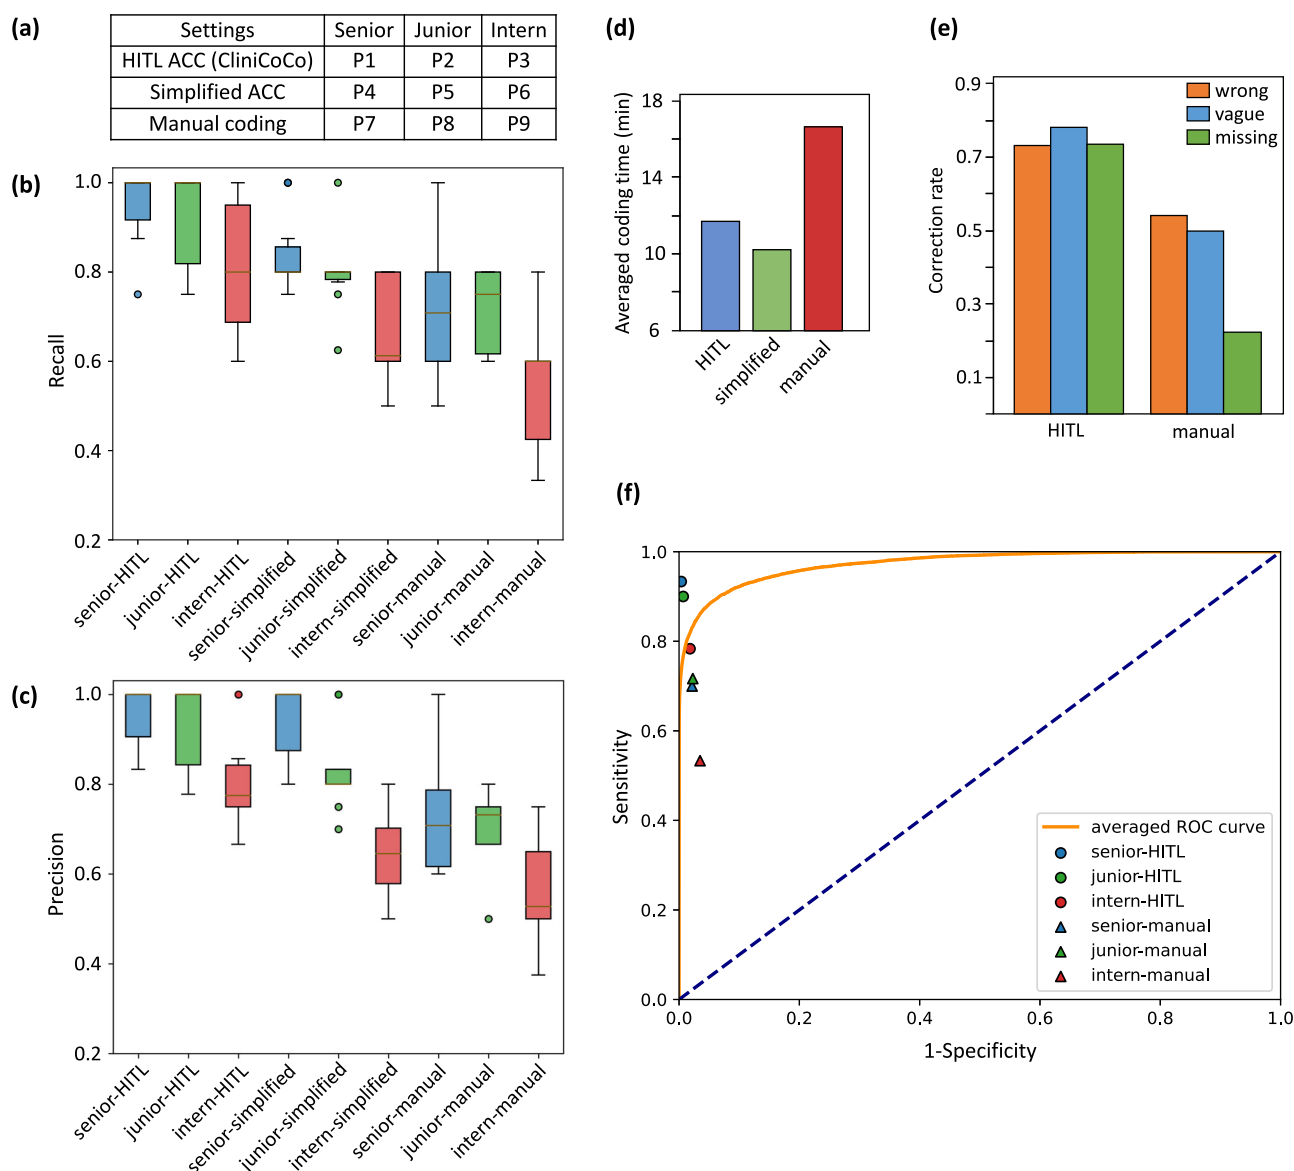 (a)
Settings Senior Junior Intern
HITL ACC (CliniCoCo) P1 P2 P3
Simplified ACC P4 P5 P6
Manual coding P7 P8 P9
(b)
Recall
1.0
0.8
0.6
0.4
0.2
senior-HITL
junior-HITL
intern-HITL
senior-simplified
junior-simplified
intern-simplified
senior-manual
junior-manual
intern-manual
(c)
Precision
1.0
0.8
0.6
0.4
0.2
senior-HITL
junior-HITL
intern-HITL
senior-simplified
junior-simplified
intern-simplified
senior-manual
junior-manual
intern-manual
(d)
Averaged coding time (min)
18
14
10
6
HITL
simplified
manual
(e)
Correction rate
0.9
0.7
0.5
0.3
0.1
wrong
vague
missing
HITL
manual
(f)
Sensitivity
1.0
0.8
0.6
0.4
0.2
0.0
averaged ROC curve
senior-HITL
junior-HITL
intern-HITL
senior-manual
junior-manual
intern-manual
0.0 0.2 0.4 0.6 0.8 1.0
1-Specificity